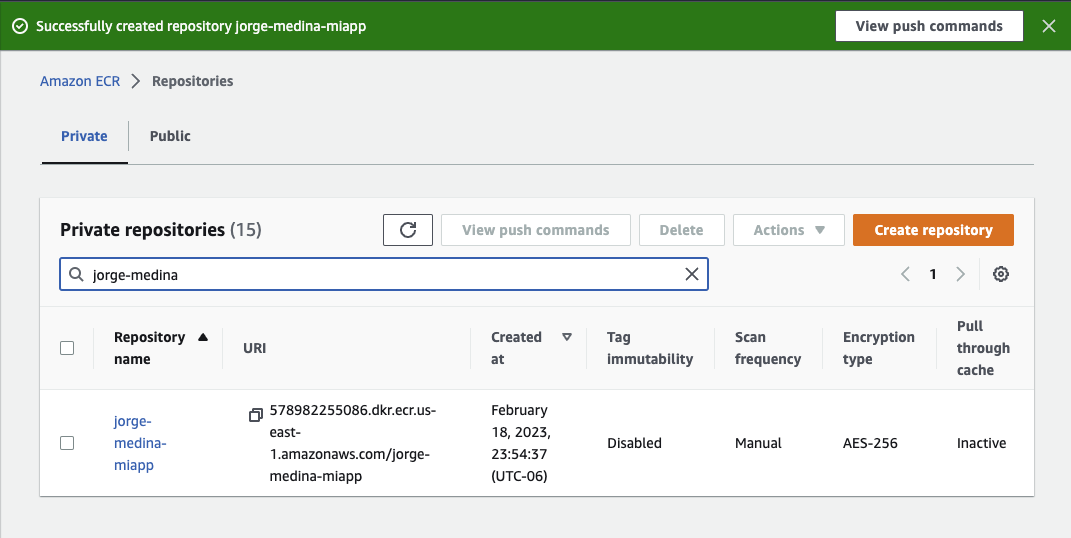 Successfully created repository jorge-medina-miapp
View push commands
Amazon ECR
Repositories
Private
Public
Private repositories (15)
View push commands
Delete
Actions
Create repository
jorge-medina
1
Repository
name
URI
Created
at
Tag
immutability
Scan
frequency
Encryption
type
Pull
through
cache
jorge-
medina-
miapp
578982255086.dkr.ecr.us-
east-
1.amazonaws.com/jorge-
medina-miapp
February
18, 2023,
23:54:37
(UTC-06)
Disabled
Manual
AES-256
Inactive